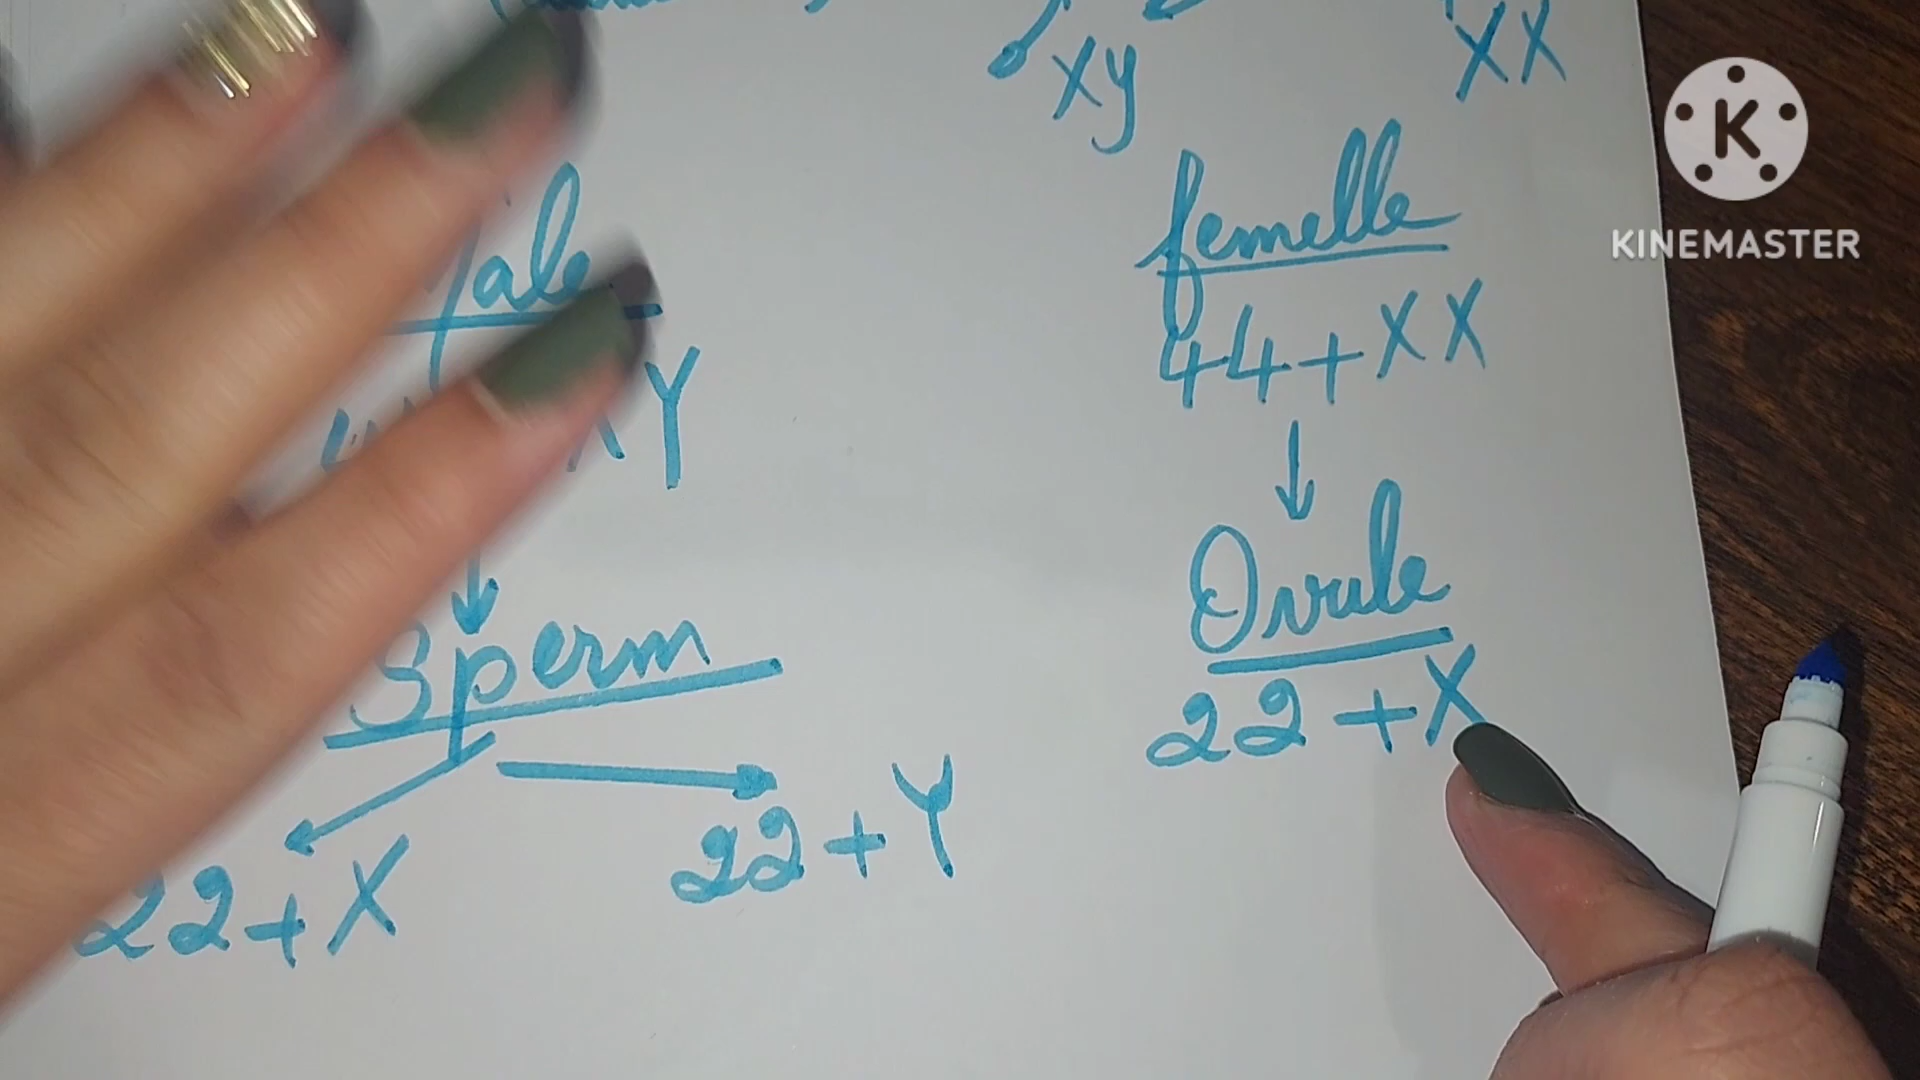 xy
XX
femelle
44+XX
Ovule
22+X
Y
Sperm
22+X
22+Y
KINEMASTER